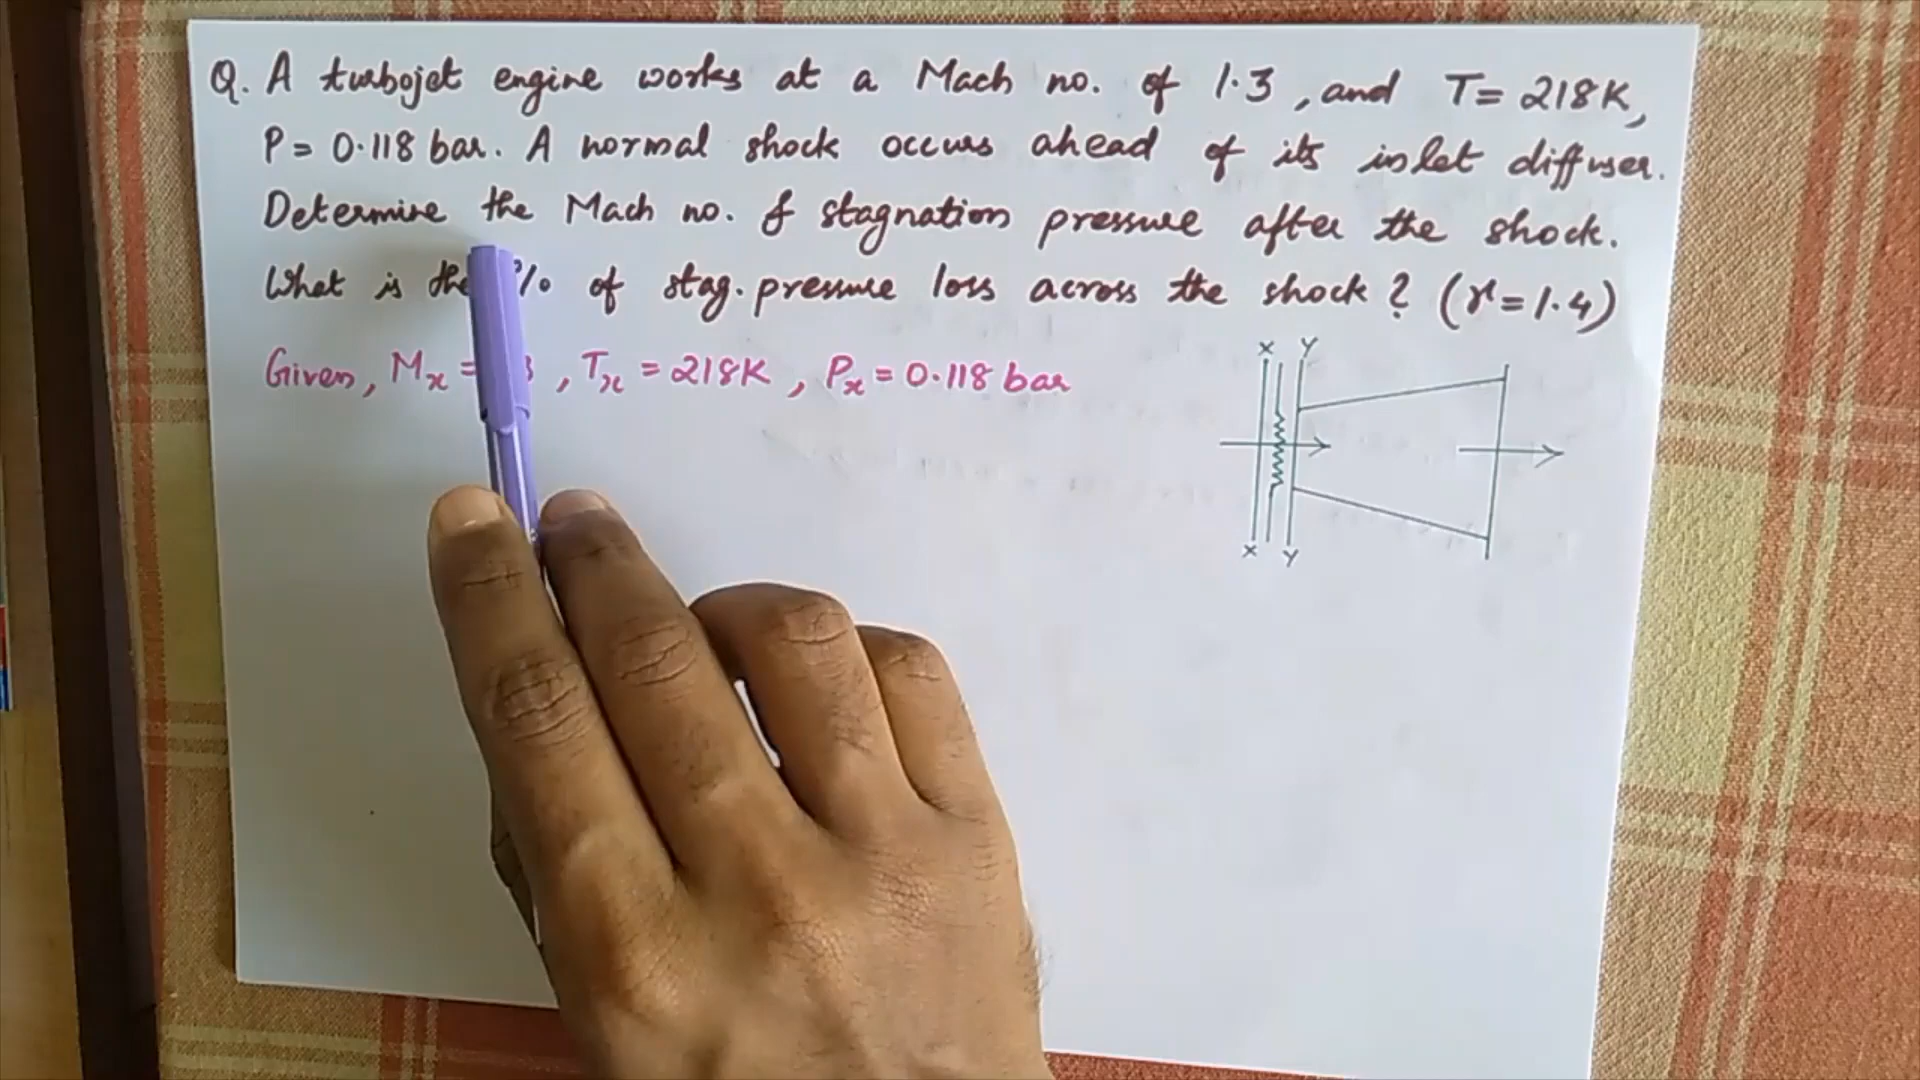 Q. A turbojet engine works at a Mach no. of 1.3, and T = 218K,
P = 0.118 bar. A normal shock occurs ahead of its inlet diffuser.
Determine the Mach no. & stagnation pressure after the shock.
What is the % of stag. pressure loss across the shock? (γ = 1.4)
Given, Mx = 3, Tx = 218K, Px = 0.118 bar
X Y
X Y